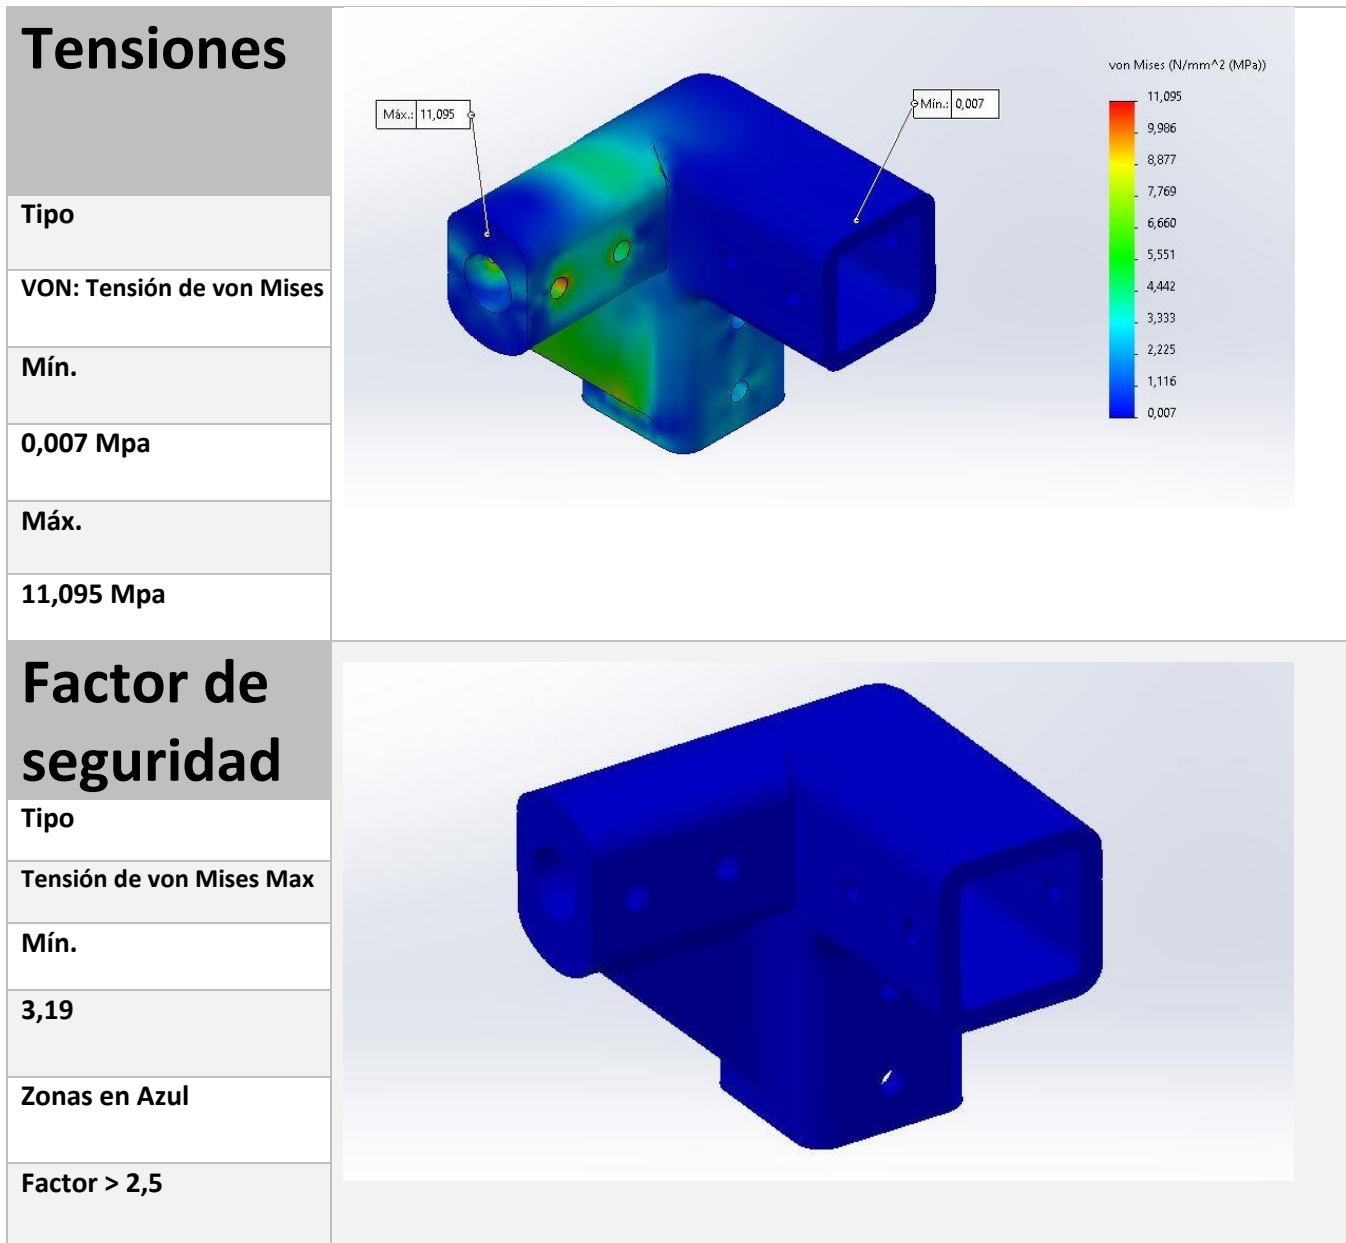 Tensiones
Tipo
VON: Tensión de von Mises
Mín.
0,007 Mpa
Máx.
11,095 Mpa
Máx.: 11,095
Mín.: 0,007
von Mises (N/mm^2 (MPa))
11,095
9,986
8,877
7,769
6,660
5,551
4,442
3,333
2,225
1,116
0,007
Factor de
seguridad
Tipo
Tensión de von Mises Max
Mín.
3,19
Zonas en Azul
Factor > 2,5